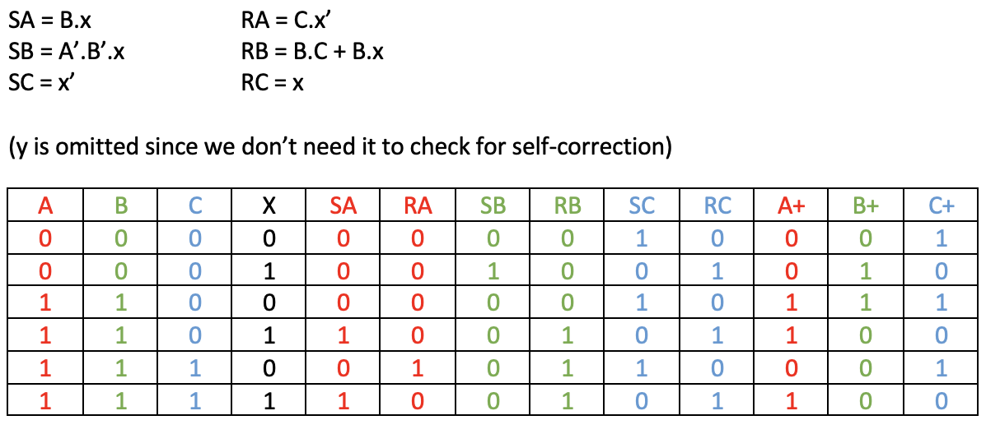 SA = B.x RA = C.x’
SB = A’.B’.x RB = B.C + B.x
SC = x’ RC = x
(y is omitted since we don’t need it to check for self-correction)
A B C X SA RA SB RB SC RC A+ B+ C+
0 0 0 0 0 0 0 0 1 0 0 0 1
0 0 0 1 0 0 1 0 0 1 0 1 0
1 1 0 0 0 0 0 0 1 0 1 1 1
1 1 0 1 1 0 0 1 0 1 1 0 0
1 1 1 0 0 1 0 1 1 0 0 0 1
1 1 1 1 1 0 0 1 0 1 1 0 0